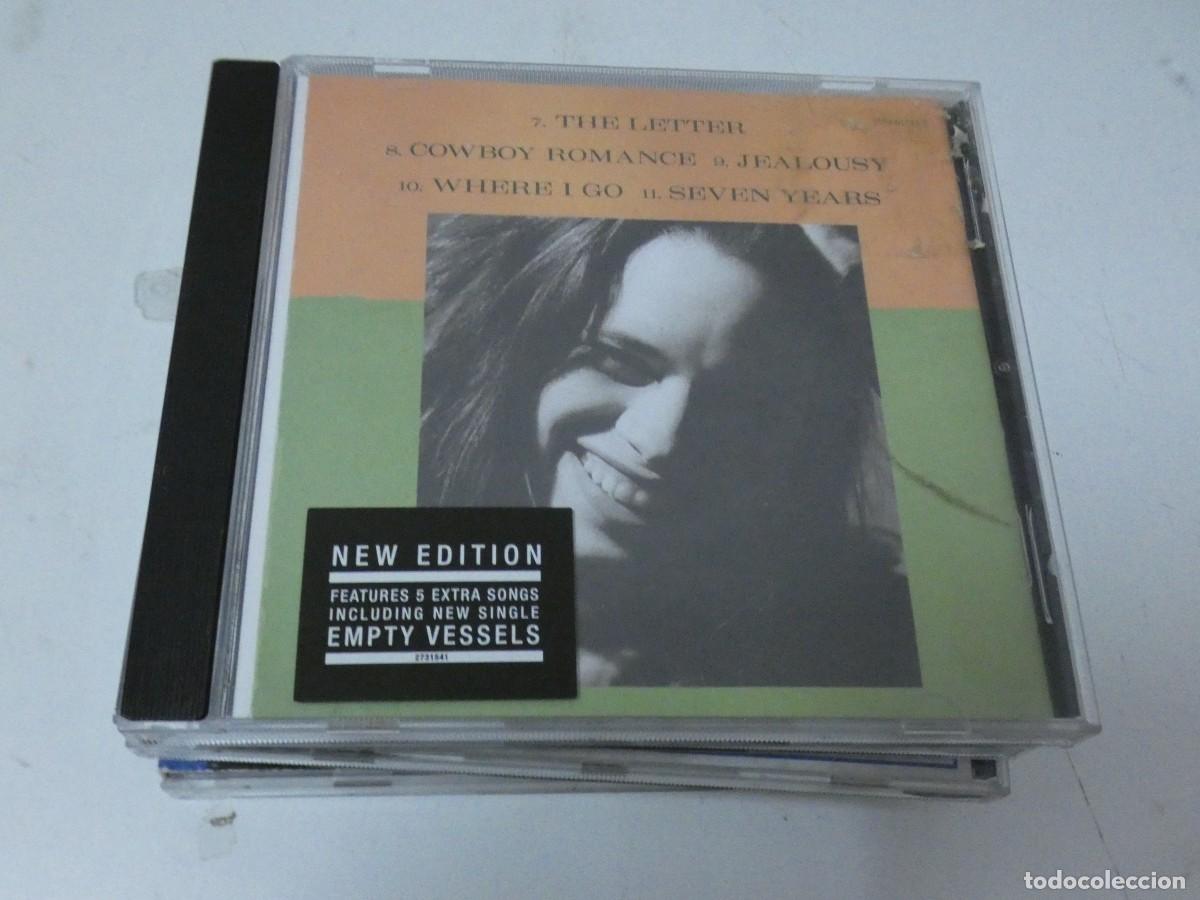 7. THE LETTER
8. COWBOY ROMANCE 9. JEALOUSY
10. WHERE I GO 11. SEVEN YEARS
NEW EDITION
FEATURES 5 EXTRA SONGS
INCLUDING NEW SINGLE
EMPTY VESSELS
2731541
todocoleccion